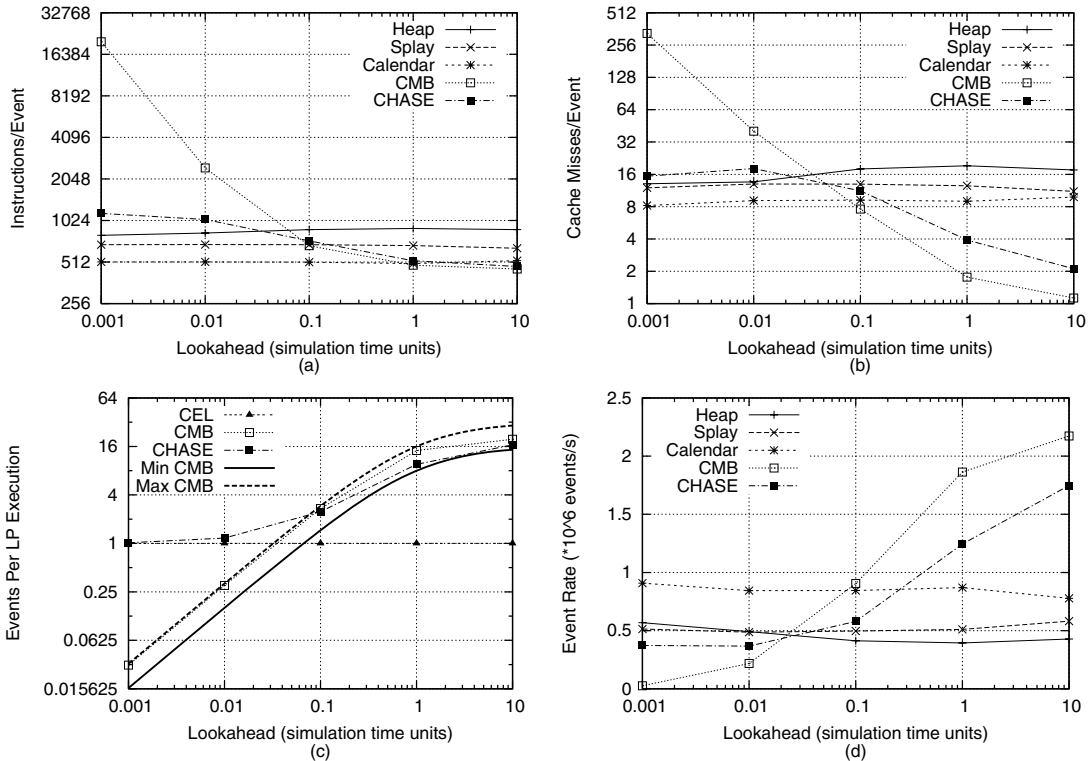 32768
16384
8192
4096
2048
1024
512
256
Instructions/Event
Heap
Splay
Calendar
CMB
CHASE
0.001 0.01 0.1 1 10
Lookahead (simulation time units)
(a)
512
256
128
64
32
16
8
4
2
1
Cache Misses/Event
Heap
Splay
Calendar
CMB
CHASE
0.001 0.01 0.1 1 10
Lookahead (simulation time units)
(b)
64
16
4
1
0.25
0.0625
0.015625
Events Per LP Execution
CEL
CMB
CHASE
Min CMB
Max CMB
0.001 0.01 0.1 1 10
Lookahead (simulation time units)
(c)
2.5
2
1.5
1
0.5
0
Event Rate (*10^6 events/s)
Heap
Splay
Calendar
CMB
CHASE
0.001 0.01 0.1 1 10
Lookahead (simulation time units)
(d)